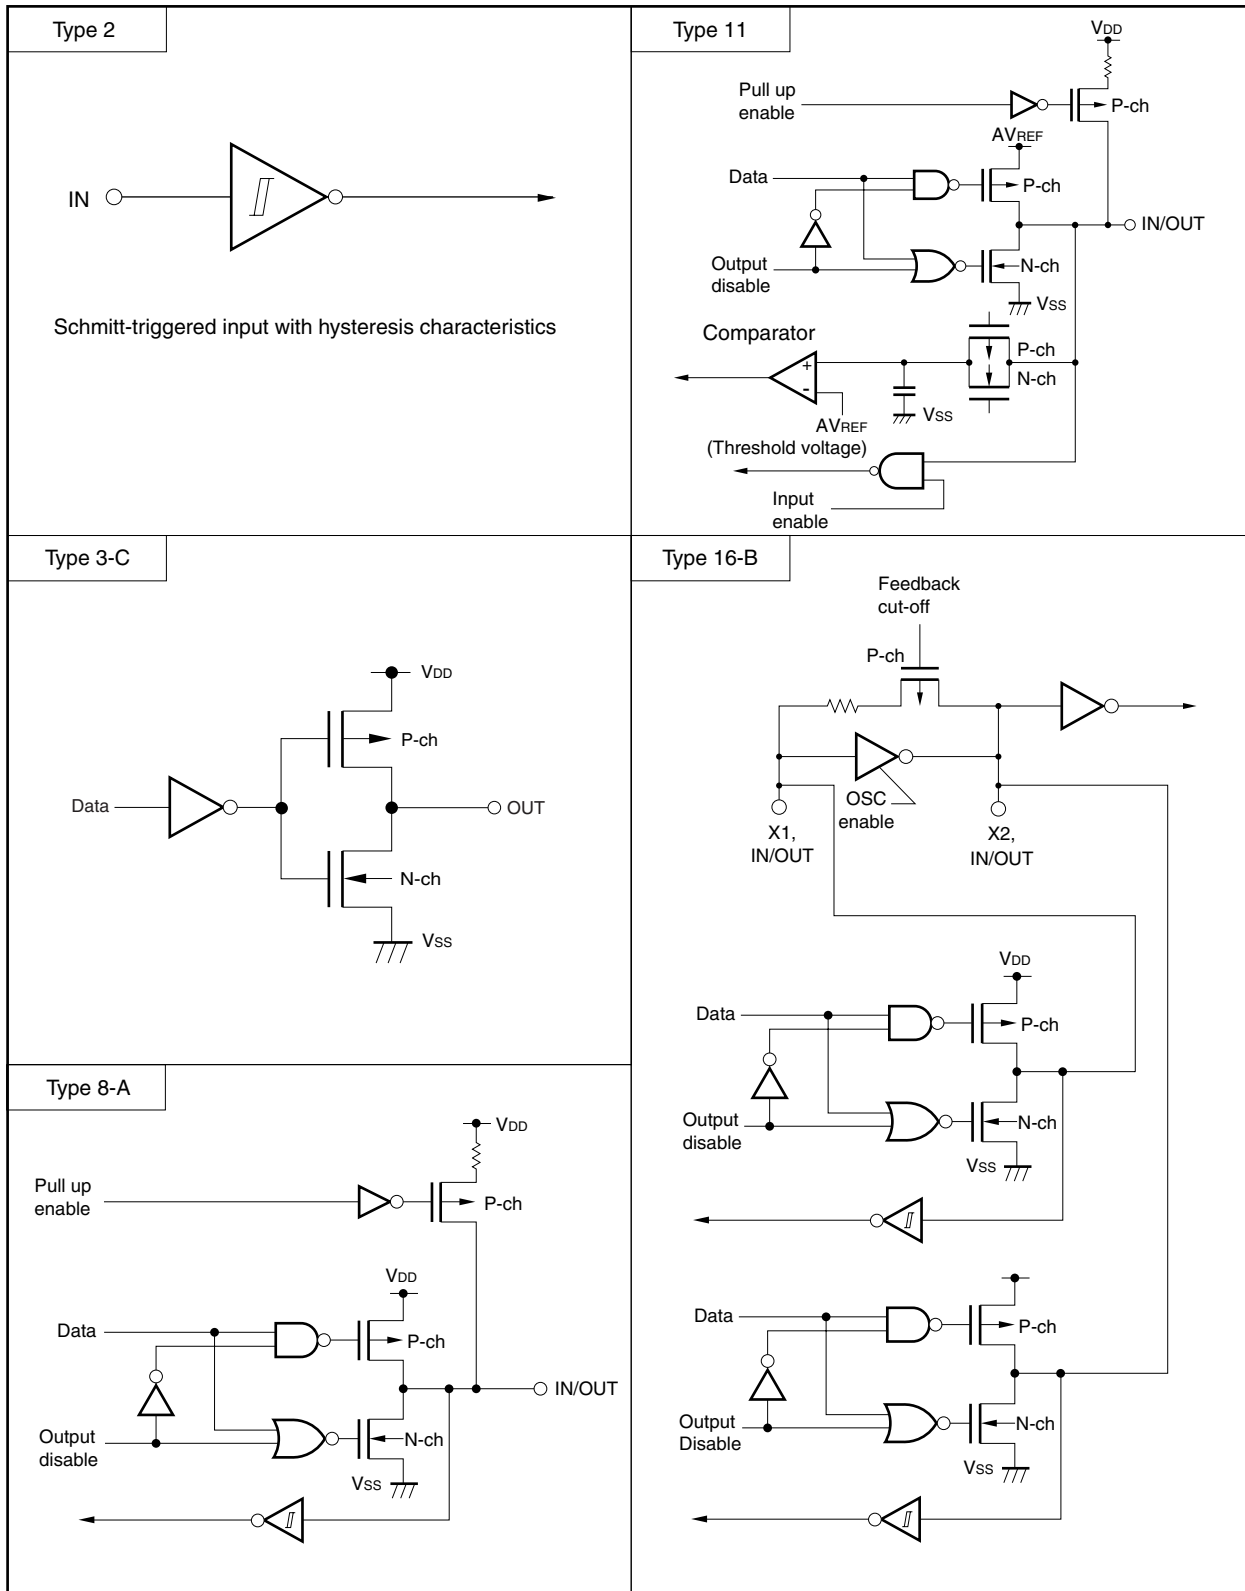 Type 2
IN
Schmitt-triggered input with hysteresis characteristics
Type 11
VDD
Pull up
enable
P-ch
AVREF
Data
P-ch
IN/OUT
Output
disable
N-ch
VSS
Comparator
P-ch
N-ch
+
-
VSS
AVREF
(Threshold voltage)
Input
enable
Type 3-C
VDD
P-ch
Data
OUT
N-ch
VSS
Type 16-B
Feedback
cut-off
P-ch
OSC
enable
X1,
IN/OUT
X2,
IN/OUT
VDD
Data
P-ch
Output
disable
N-ch
VSS
Data
P-ch
Output
Disable
N-ch
VSS
Type 8-A
VDD
Pull up
enable
P-ch
VDD
Data
P-ch
IN/OUT
Output
disable
N-ch
VSS